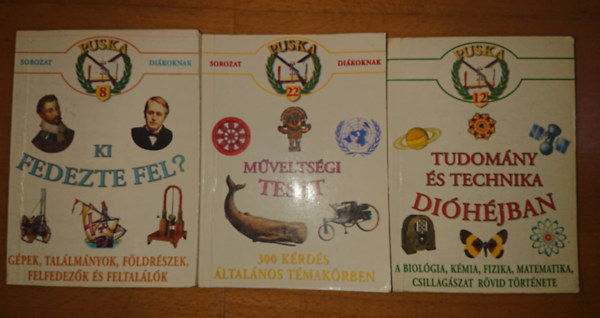 PUSKA
SOROZAT DIÁKOKNAK
8
KI
FEDEZTE FEL?
GÉPEK, TALÁLMÁNYOK, FÖLDRÉSZEK,
FELFEDEZŐK ÉS FELTALÁLÓK
PUSKA
SOROZAT DIÁKOKNAK
22
MŰVELTSÉGI
TESZT
300 KÉRDÉS
ÁLTALÁNOS TÉMAKÖRBEN
PUSKA
12
TUDOMÁNY
ÉS TECHNIKA
DIÓHÉJBAN
A BIOLÓGIA, KÉMIA, FIZIKA, MATEMATIKA,
CSILLAGÁSZAT RÖVID TÖRTÉNETE